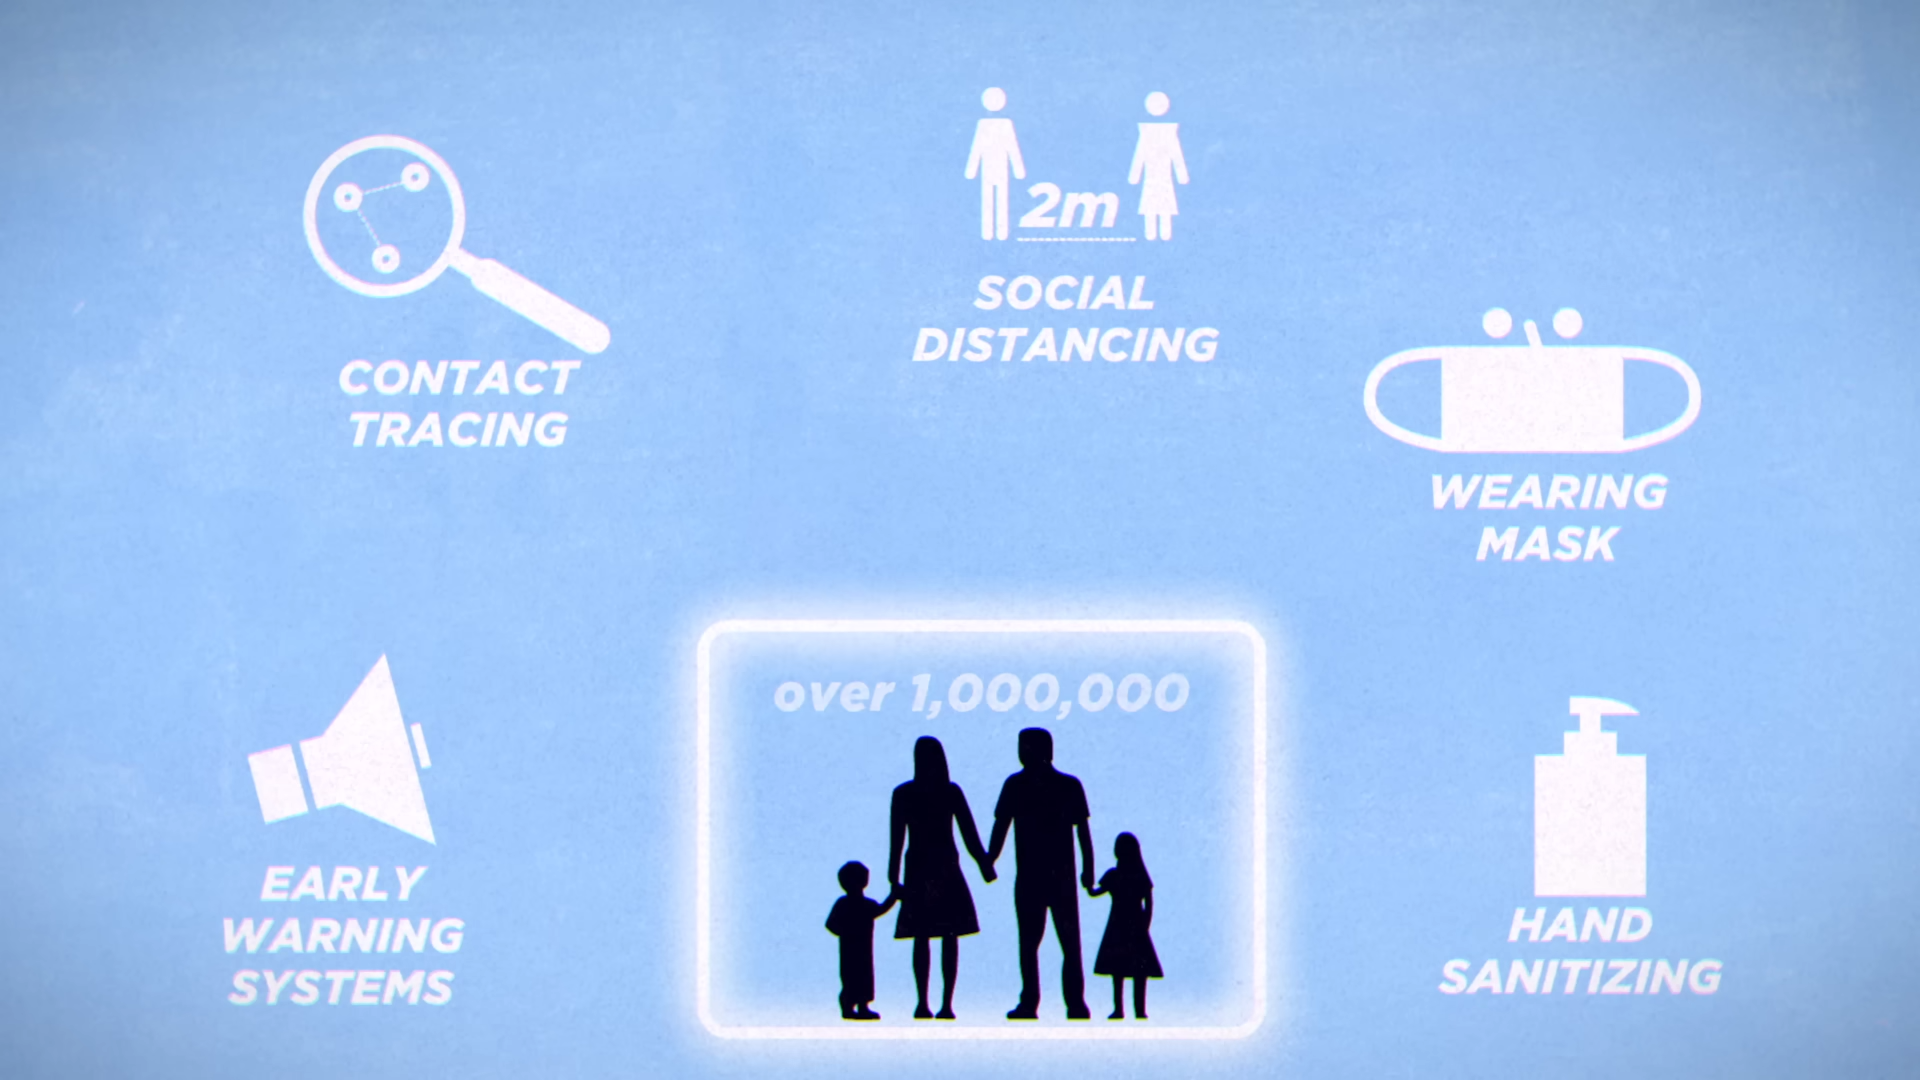 2m
SOCIAL
DISTANCING
CONTACT
TRACING
WEARING
MASK
over 1,000,000
EARLY
WARNING
SYSTEMS
HAND
SANITIZING